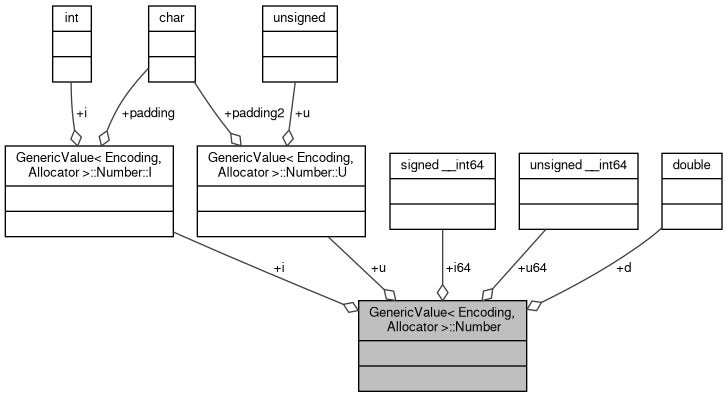 int
char
unsigned
+i
+padding
+padding2
+u
GenericValue< Encoding,
Allocator >::Number::I
GenericValue< Encoding,
Allocator >::Number::U
signed __int64
unsigned __int64
double
+i
+u
+i64
+u64
+d
GenericValue< Encoding,
Allocator >::Number